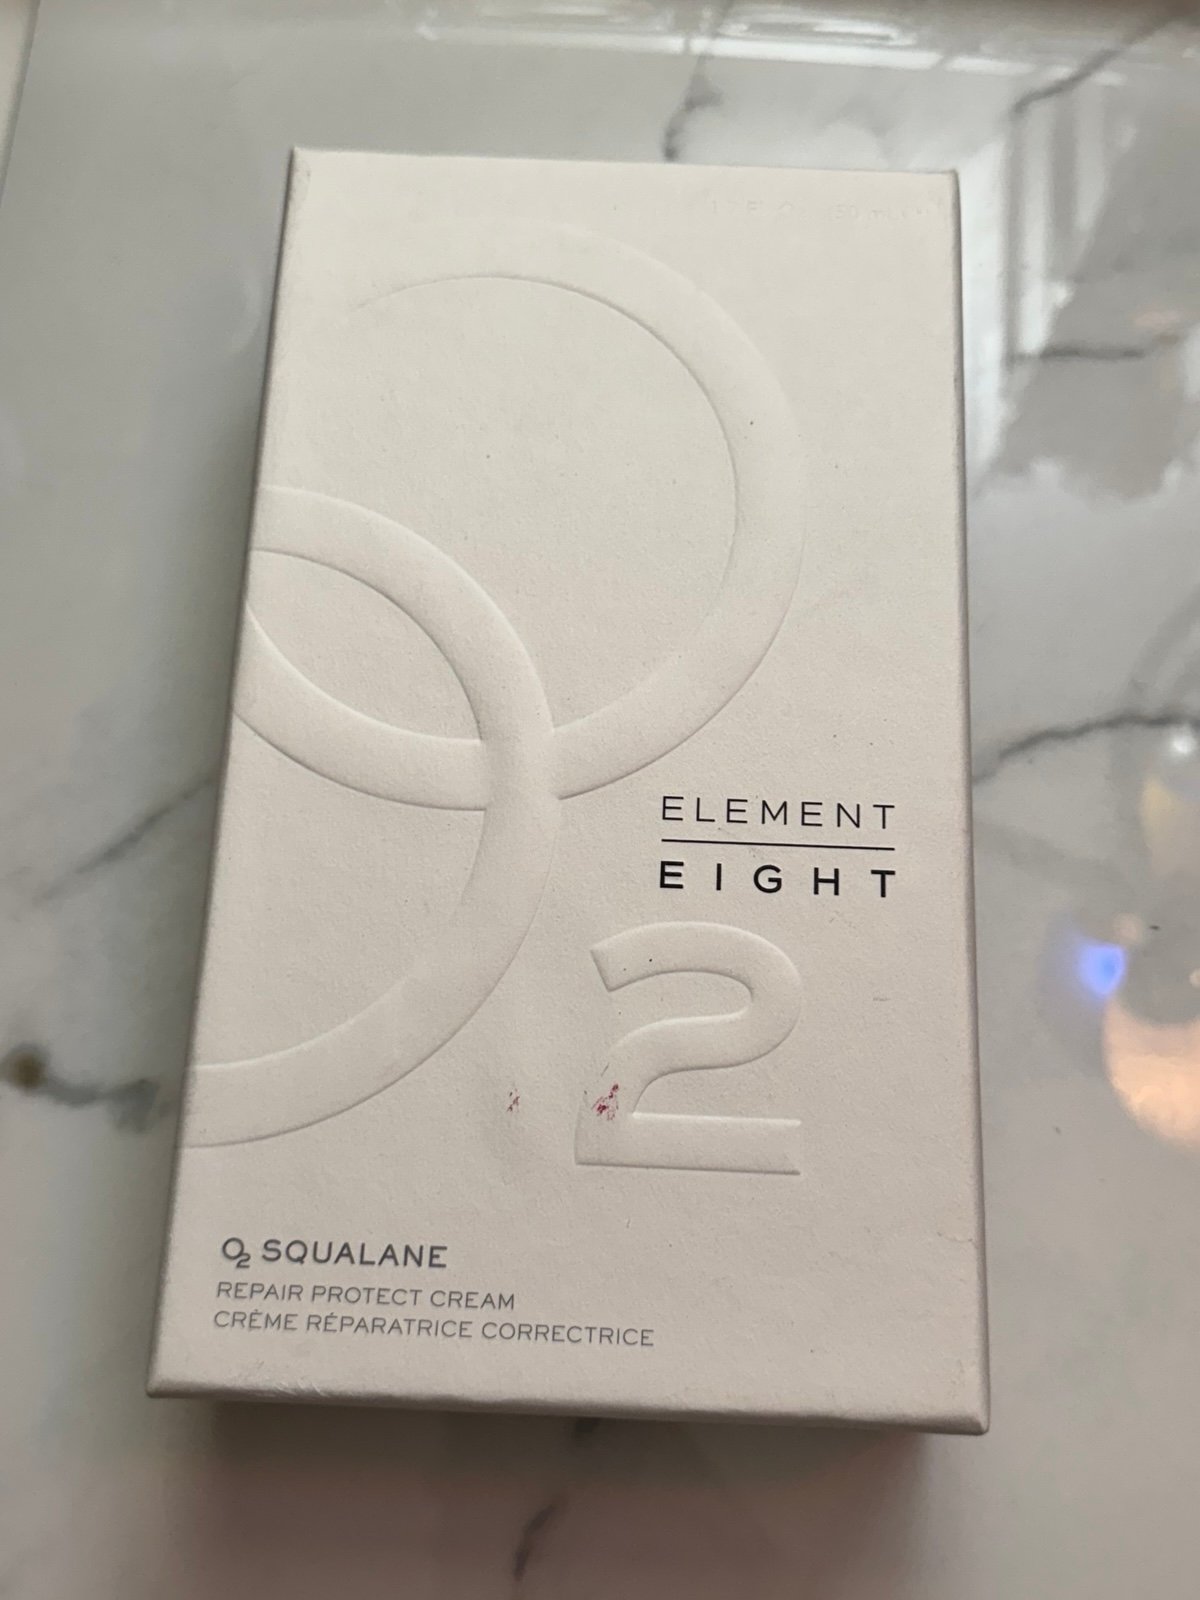 ELEMENT
EIGHT
2
O2 SQUALANE
REPAIR PROTECT CREAM
CRÈME RÉPARATRICE CORRECTRICE